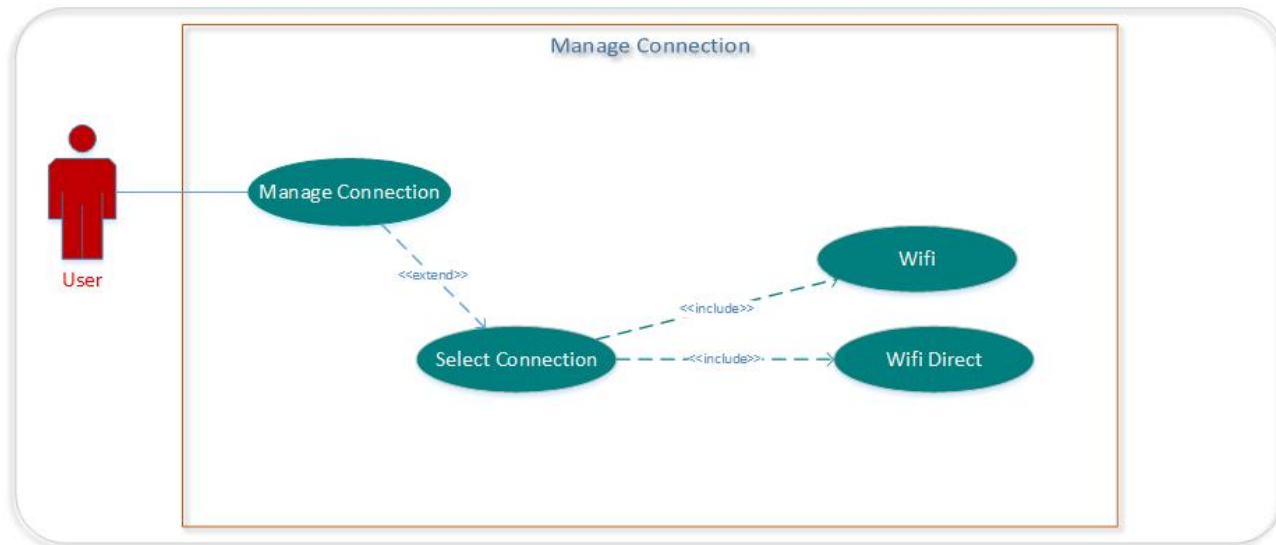 Manage Connection
Manage Connection
User
<<extend>>
Wifi
<<include>>
Select Connection
<<include>>
Wifi Direct